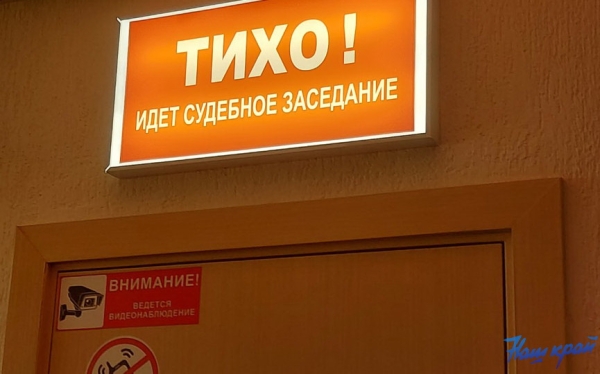 ТИХО!
ИДЕТ СУДЕБНОЕ ЗАСЕДАНИЕ
ВНИМАНИЕ!
ВЕДЕТСЯ
ВИДЕОНАБЛЮДЕНИЕ
Наш край